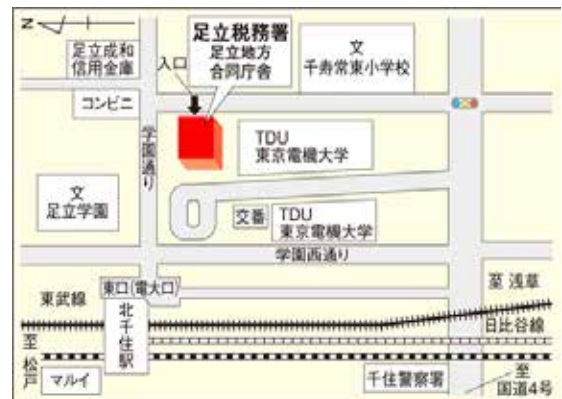 N
足立成和
信用金庫
入口
足立税務署
足立地方
合同庁舎
文
千寿常東小学校
コンビニ
学園通り
TDU
東京電機大学
文
足立学園
交番
TDU
東京電機大学
学園西通り
東口(電大口)
至 浅草
東武線
北千住駅
日比谷線
至 松戸
マルイ
千住警察署
至
国道4号